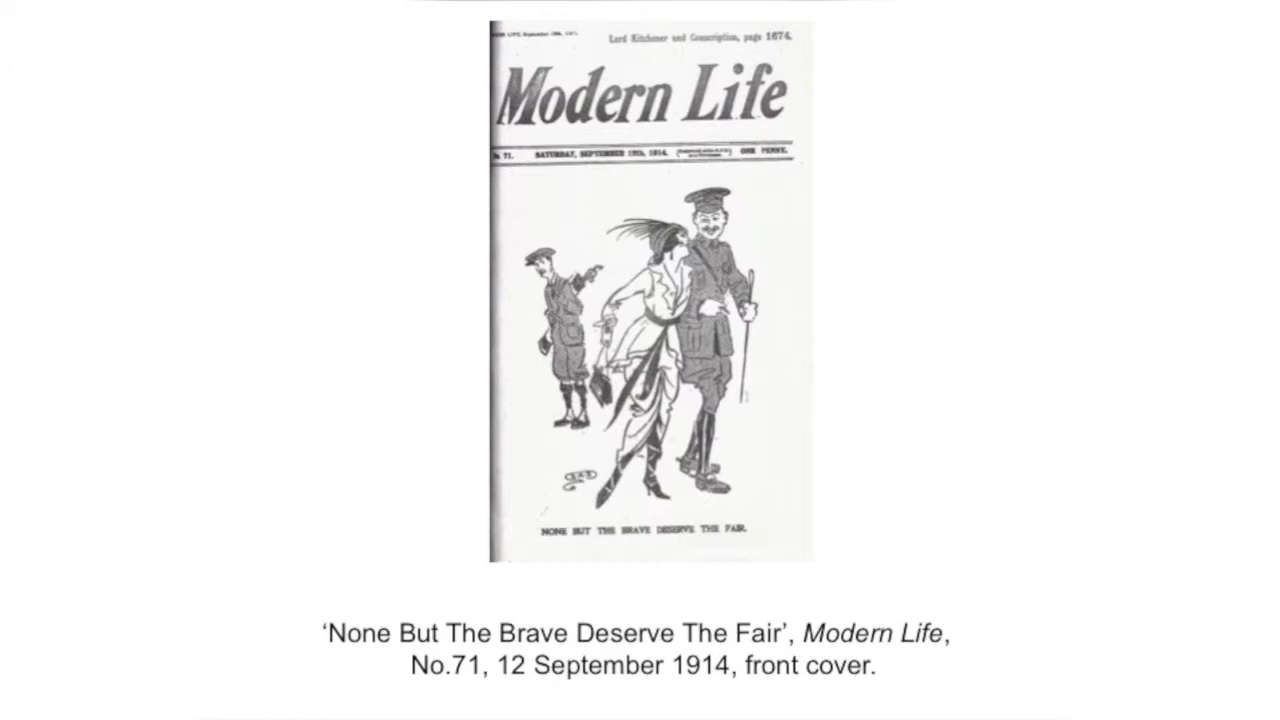 Lord Kitchener and Conscription, page 1674.
Modern Life
71. SATURDAY, SEPTEMBER 12th, 1914. ONE PENNY.
NONE BUT THE BRAVE DESERVE THE FAIR.
‘None But The Brave Deserve The Fair’, Modern Life,
No.71, 12 September 1914, front cover.